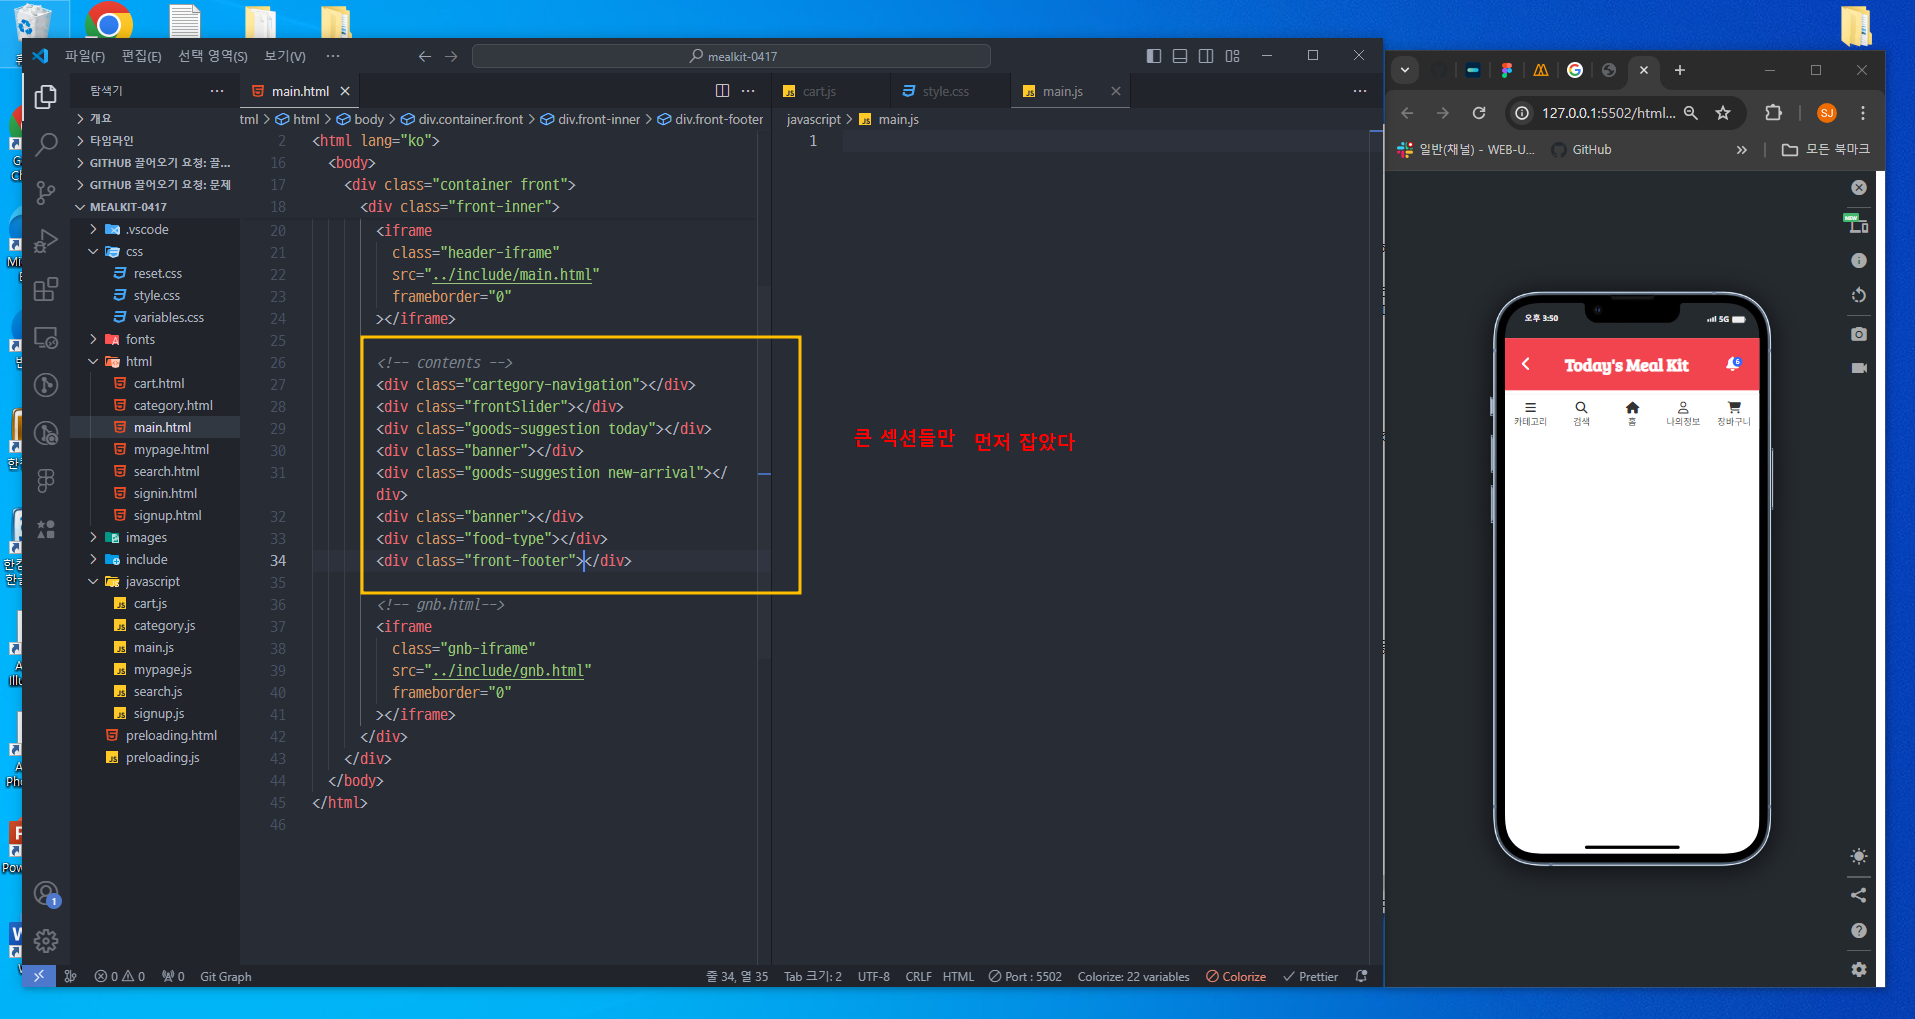 파일(F) 편집(E) 선택 영역(S) 보기(V) ···
mealkit-0417
탐색기
개요
타임라인
GITHUB 끌어오기 요청: 끌...
GITHUB 끌어오기 요청: 문제
MEALKIT-0417
.vscode
css
reset.css
style.css
variables.css
fonts
html
cart.html
category.html
main.html
mypage.html
search.html
signin.html
signup.html
images
include
javascript
cart.js
category.js
main.js
mypage.js
search.js
signup.js
preloading.html
preloading.js
main.html
tml > html > body > div.container.front > div.front-inner > div.front-footer
2 <html lang="ko">
16 <body>
17 <div class="container front">
18 <div class="front-inner">
20 <iframe
21 class="header-iframe"
22 src="../include/main.html"
23 frameborder="0"
24 ></iframe>
25
26 <!-- contents -->
27 <div class="cartegory-navigation"></div>
28 <div class="frontSlider"></div>
29 <div class="goods-suggestion today"></div>
30 <div class="banner"></div>
31 <div class="goods-suggestion new-arrival"></
div>
32 <div class="banner"></div>
33 <div class="food-type"></div>
34 <div class="front-footer"></div>
35
36 <!-- gnb.html-->
37 <iframe
38 class="gnb-iframe"
39 src="../include/gnb.html"
40 frameborder="0"
41 ></iframe>
42 </div>
43 </div>
44 </body>
45 </html>
46
cart.js style.css main.js
javascript > main.js
1
큰 섹션들만 먼저 잡았다
0 0 0 Git Graph
줄 34, 열 35 Tab 크기: 2 UTF-8 CRLF HTML Port : 5502 Colorize: 22 variables Colorize Prettier
127.0.0.1:5502/html...
SJ
일반(채널) - WEB-U... GitHub » 모든 북마크
NEW
오후 3:50
5G
Today's Meal Kit
6
카테고리 검색 홈 나의정보 장바구니
1